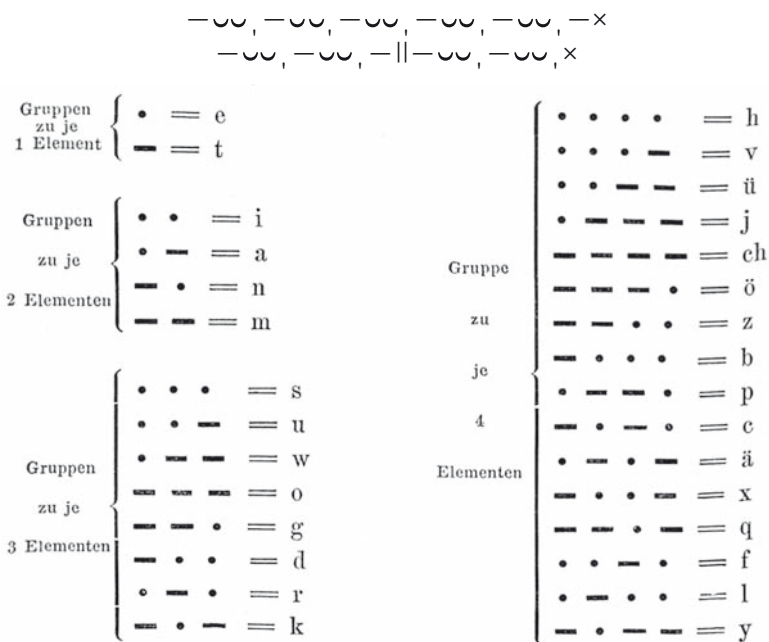 —◡◡, —◡◡, —◡◡, —◡◡, —◡◡, —×
—◡◡, —◡◡, —||—◡◡, —◡◡, ×
Gruppen
zu je
1 Element
• = e
— = t
Gruppen
zu je
2 Elementen
• • = i
• — = a
— • = n
— — = m
Gruppen
zu je
3 Elementen
• • • = s
• • — = u
• — — = w
— — — = o
— — • = g
— • • = d
• — • = r
— • — = k
Gruppe
zu
je
4
Elementen
• • • • = h
• • • — = v
• • — — = ü
• — — — = j
— — — — = ch
— — — • = ö
— — • • = z
— • • • = b
• — — • = p
— • — • = c
• — • — = ä
— • • — = x
— — • — = q
• • — • = f
• — • • = l
— • — — = y